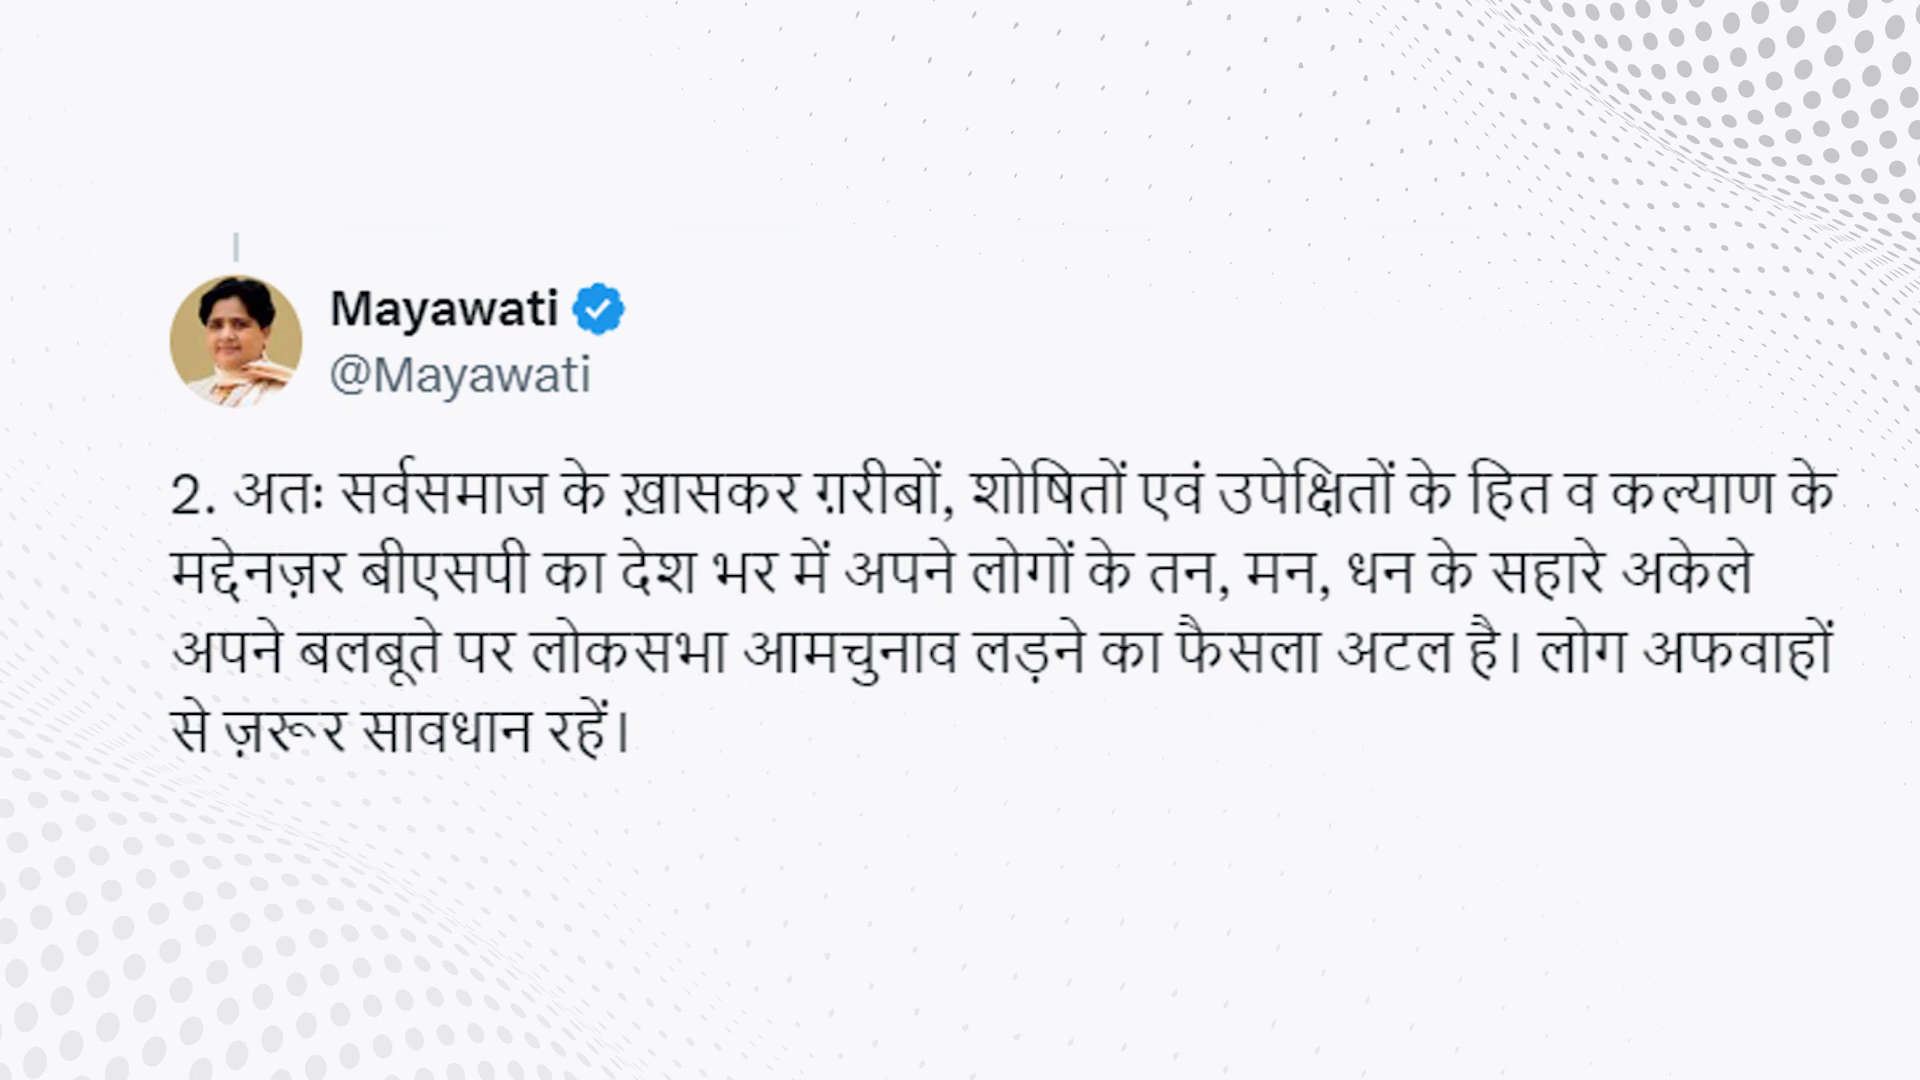 Mayawati
@Mayawati
2. अतः सर्वसमाज के ख़ासकर ग़रीबों, शोषितों एवं उपेक्षितों के हित व कल्याण के
मद्देनज़र बीएसपी का देश भर में अपने लोगों के तन, मन, धन के सहारे अकेले
अपने बलबूते पर लोकसभा आमचुनाव लड़ने का फैसला अटल है। लोग अफवाहों
से ज़रूर सावधान रहें।